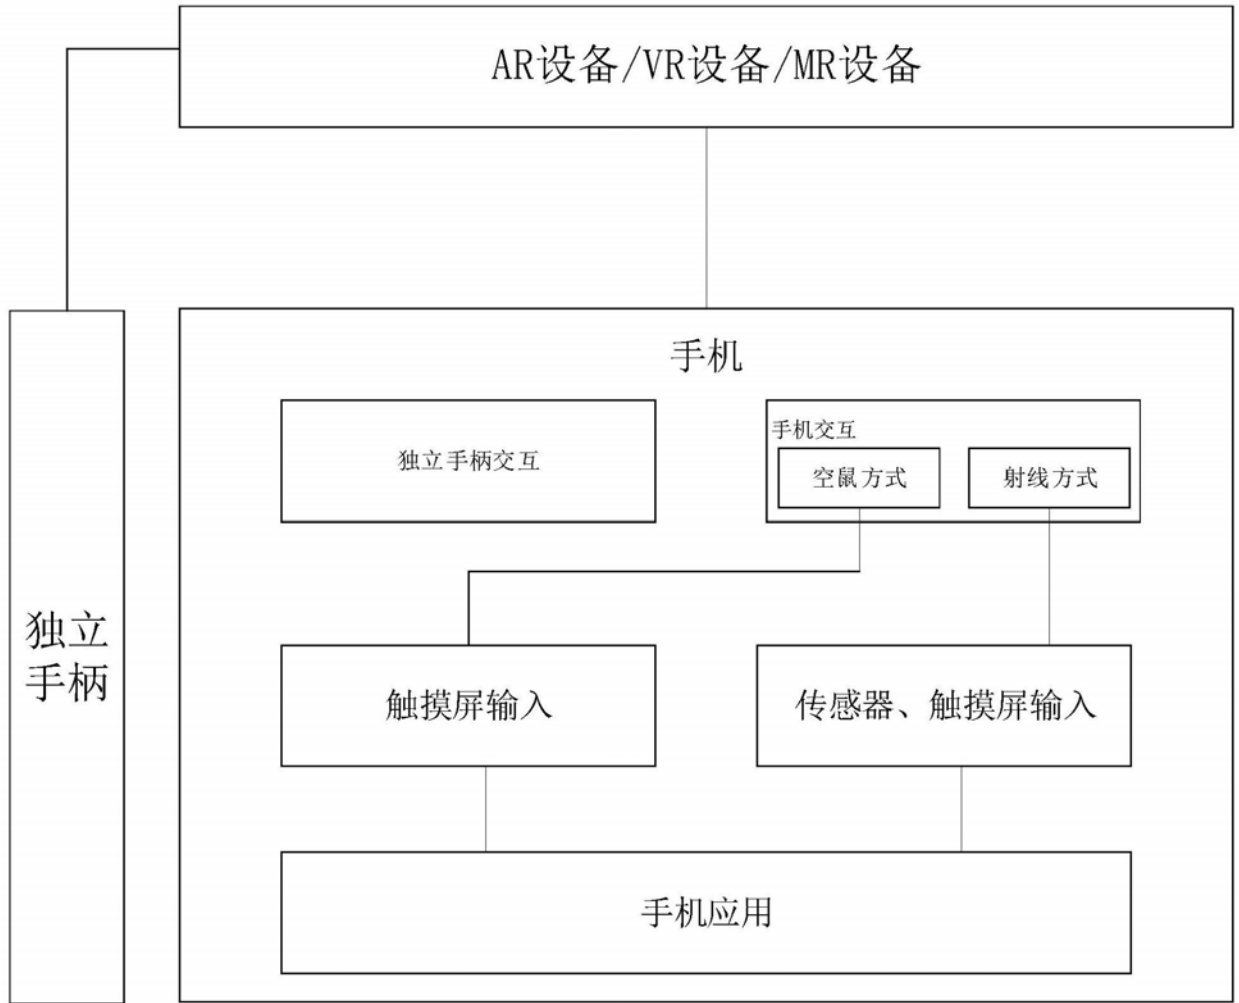 AR设备/VR设备/MR设备
手机
独立手柄交互
手机交互
空鼠方式
射线方式
独立
手柄
触摸屏输入
传感器、触摸屏输入
手机应用